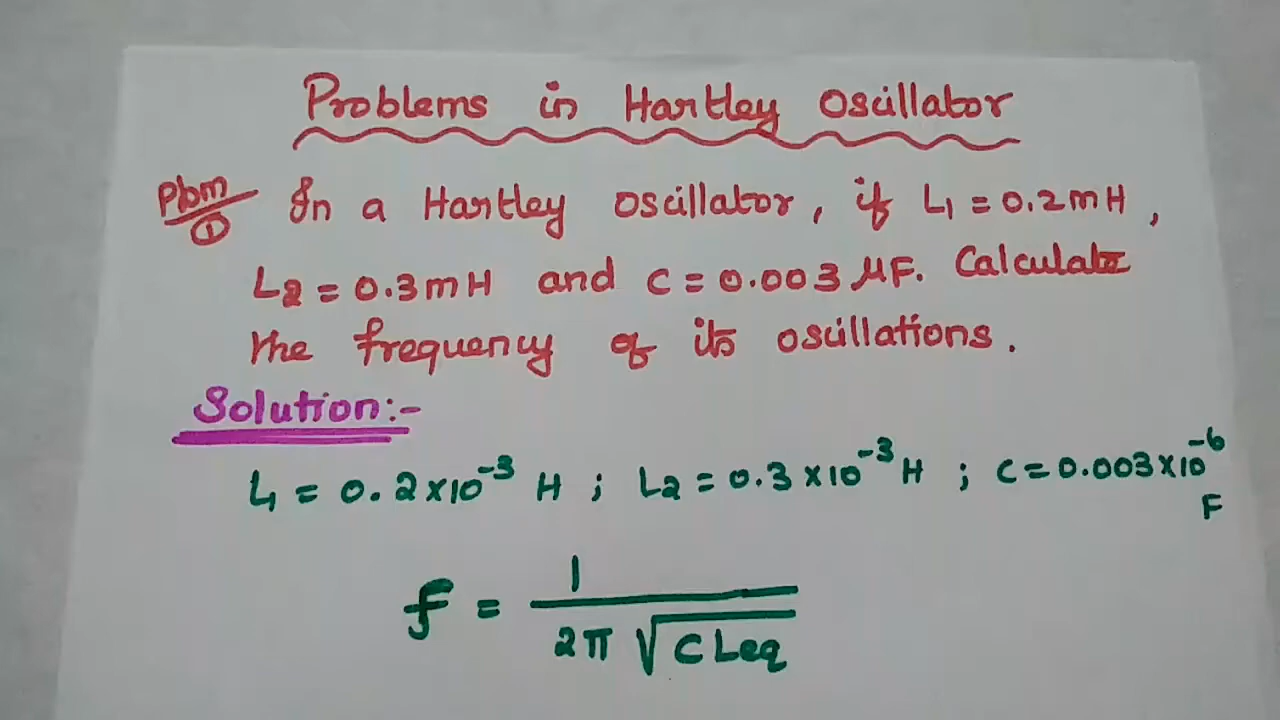 Problems in Hartley Oscillator
Pbm In a Hartley Oscillator, if L₁ = 0.2mH,
①
L₂ = 0.3mH and C = 0.003 μF. Calculate
the frequency of its oscillations.
Solution:-
L₁ = 0.2×10⁻³ H ; L₂ = 0.3×10⁻³ H ; C = 0.003×10⁻⁶
F
f = 1 / 2π √C Leq